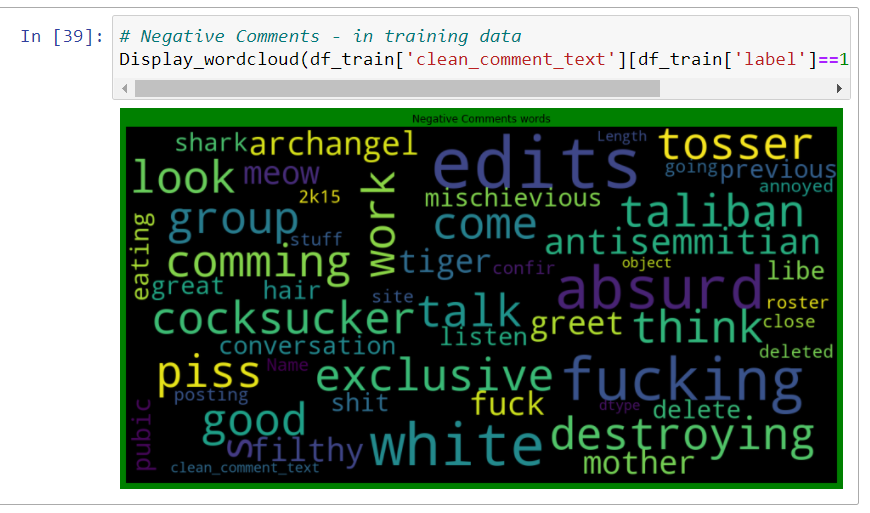 In [39]: # Negative Comments - in training data
Display_wordcloud(df_train['clean_comment_text'][df_train['label']==1
Negative Comments words
shark archangel edits Length tosser
look meow 2k15 work going previous
annoyed
mischievious
group stuff come taliban
eating comming tiger confir antisemmitian
object libe
great hair site absurd roster
cocksucker talk listen greet think close
conversation deleted
piss Name exclusive fucking
posting shit fuck dtype delete
pubic good s filthy white destroying
mother
clean_comment_text